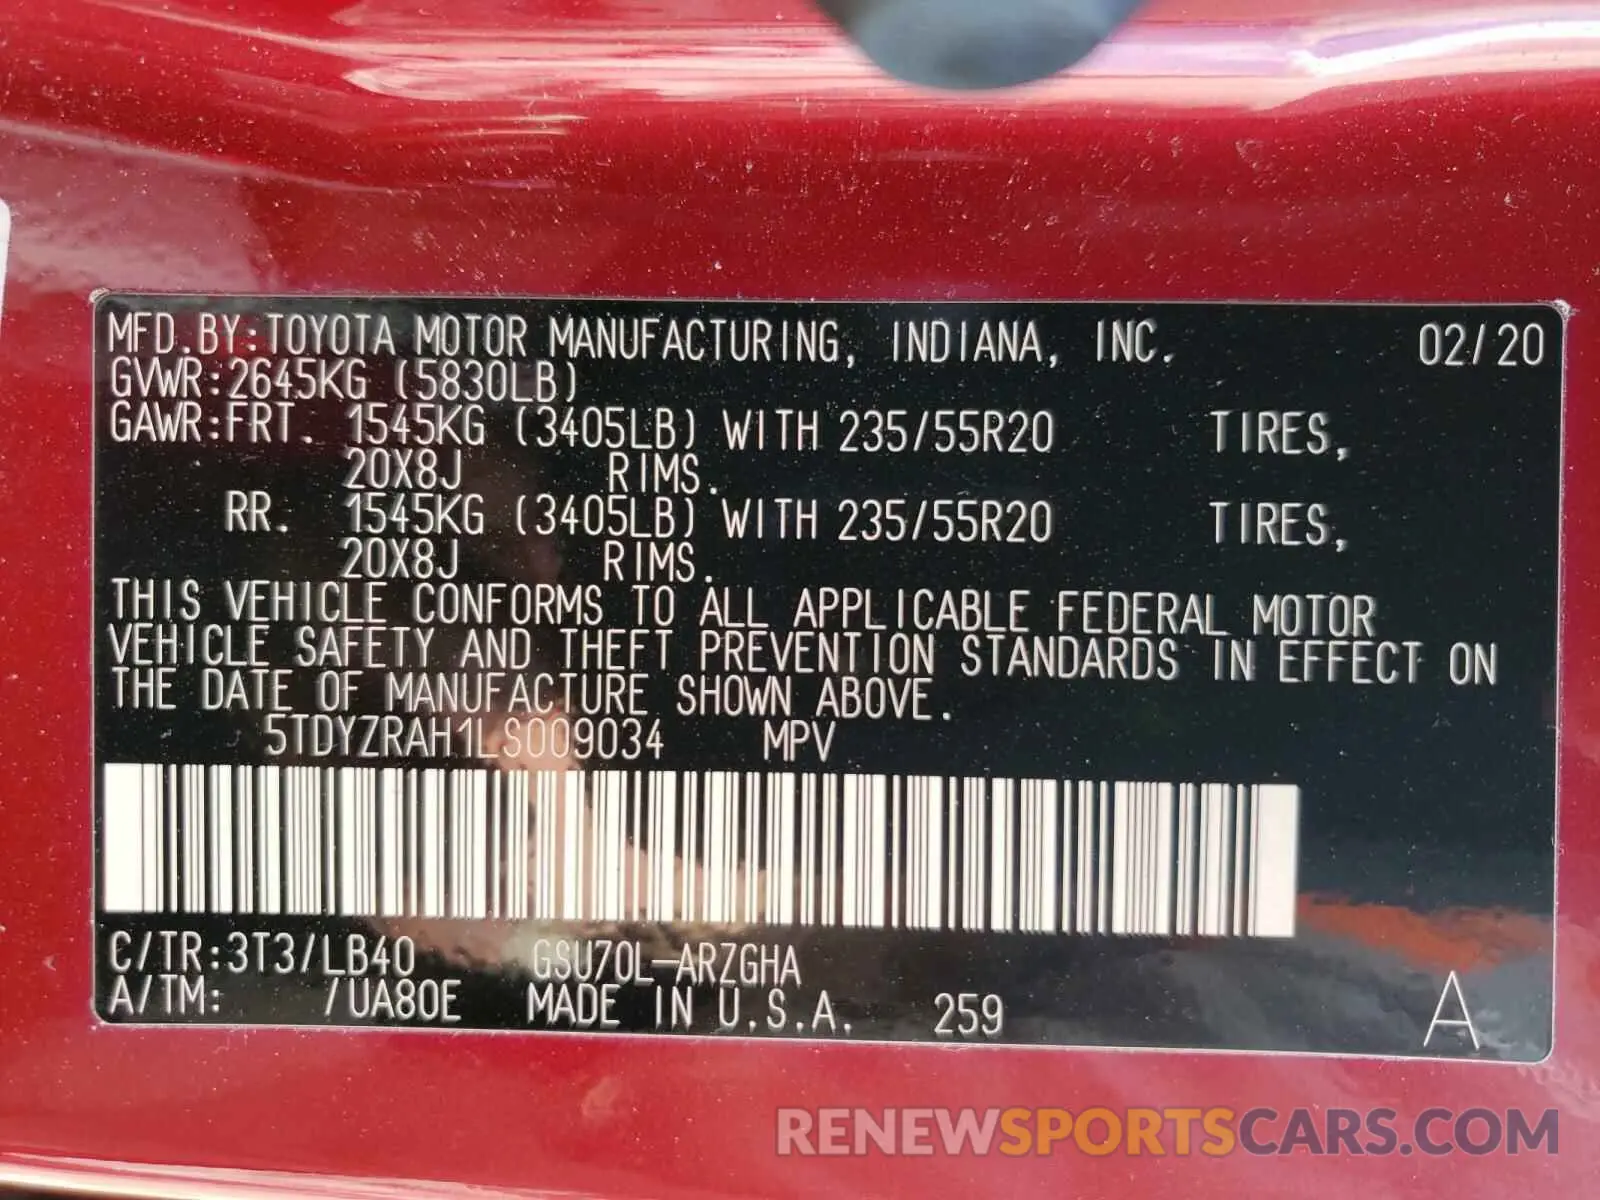 MFD.BY:TOYOTA MOTOR MANUFACTURING, INDIANA, INC. 02/20
GVWR:2645KG (5830LB)
GAWR:FRT. 1545KG (3405LB) WITH 235/55R20 TIRES,
20X8J RIMS.
RR. 1545KG (3405LB) WITH 235/55R20 TIRES,
20X8J RIMS.
THIS VEHICLE CONFORMS TO ALL APPLICABLE FEDERAL MOTOR
VEHICLE SAFETY AND THEFT PREVENTION STANDARDS IN EFFECT ON
THE DATE OF MANUFACTURE SHOWN ABOVE.
5TDYZRAH1LS009034 MPV
C/TR:3T3/LB40 GSU70L-ARZGHA
A/TM: /UA80E MADE IN U.S.A. 259 A
RENEWSPORTSCARS.COM